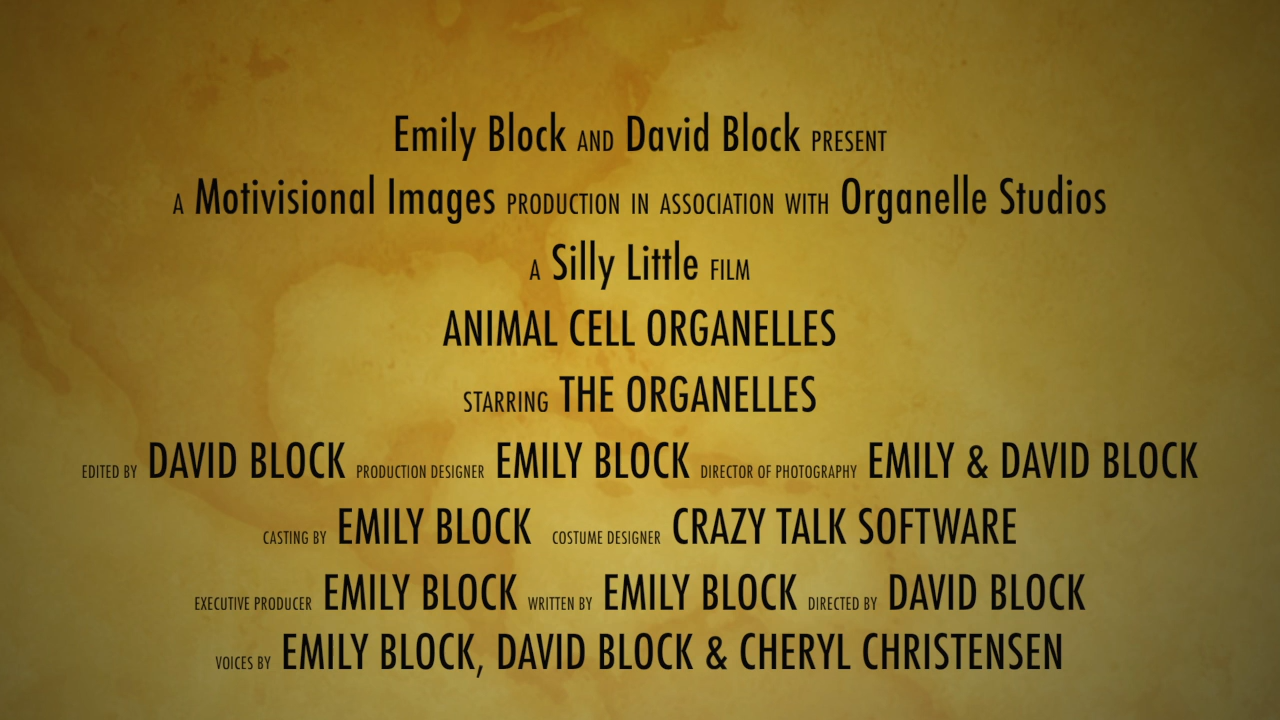 Emily Block AND David Block PRESENT
A Motivisional Images PRODUCTION IN ASSOCIATION WITH Organelle Studios
A Silly Little FILM
ANIMAL CELL ORGANELLES
STARRING THE ORGANELLES
EDITED BY DAVID BLOCK PRODUCTION DESIGNER EMILY BLOCK DIRECTOR OF PHOTOGRAPHY EMILY & DAVID BLOCK
CASTING BY EMILY BLOCK COSTUME DESIGNER CRAZY TALK SOFTWARE
EXECUTIVE PRODUCER EMILY BLOCK WRITTEN BY EMILY BLOCK DIRECTED BY DAVID BLOCK
VOICES BY EMILY BLOCK, DAVID BLOCK & CHERYL CHRISTENSEN